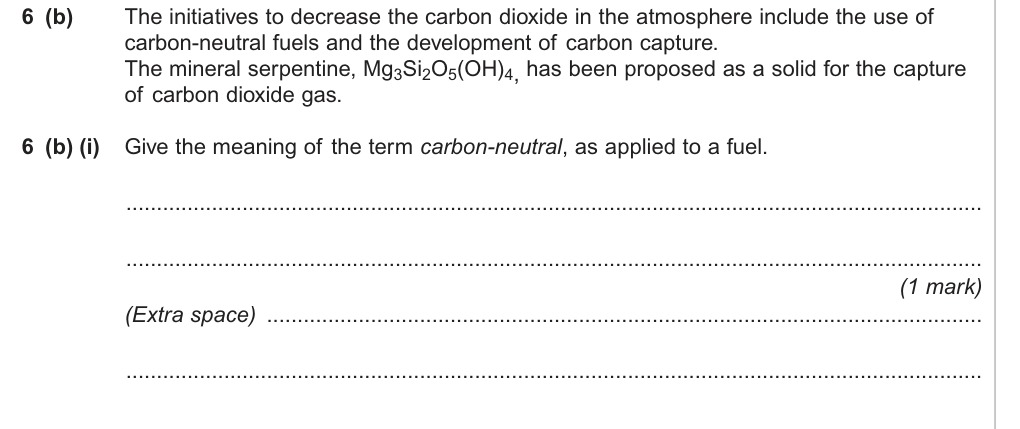 6 (b) The initiatives to decrease the carbon dioxide in the atmosphere include the use of
carbon-neutral fuels and the development of carbon capture.
The mineral serpentine, Mg₃Si₂O₅(OH)₄, has been proposed as a solid for the capture
of carbon dioxide gas.
6 (b) (i) Give the meaning of the term carbon-neutral, as applied to a fuel.
(1 mark)
(Extra space)